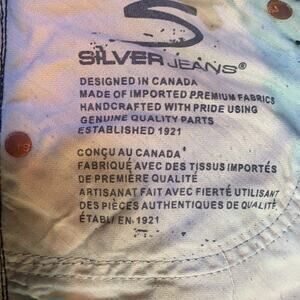 S
SILVER JEANS®
DESIGNED IN CANADA
MADE OF IMPORTED PREMIUM FABRICS
HANDCRAFTED WITH PRIDE USING
GENUINE QUALITY PARTS
ESTABLISHED 1921
CONÇU AU CANADA
FABRIQUÉ AVEC DES TISSUS IMPORTÉS
DE PREMIÈRE QUALITÉ
ARTISANAT FAIT AVEC FIERTÉ UTILISANT
DES PIÈCES AUTHENTIQUES DE QUALITÉ,
ÉTABLI EN 1921